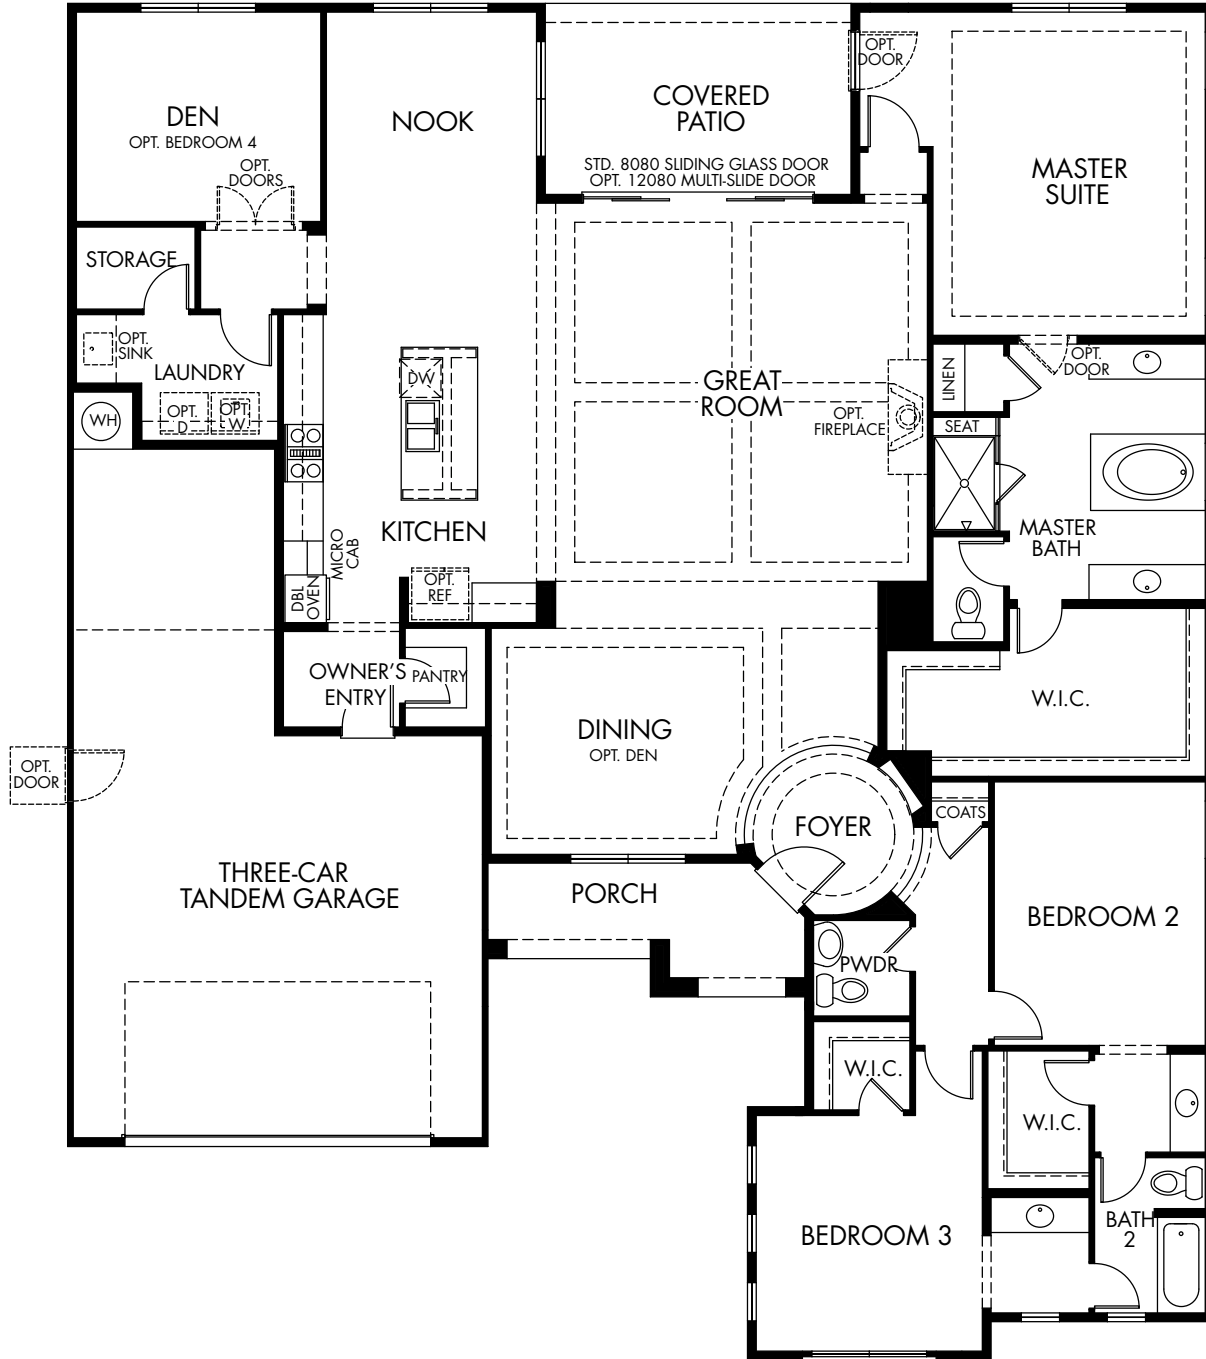 OPT.
DOOR
DEN
OPT. BEDROOM 4
NOOK
COVERED
PATIO
STD. 8080 SLIDING GLASS DOOR
OPT. 12080 MULTI-SLIDE DOOR
MASTER
SUITE
OPT.
DOORS
STORAGE
OPT.
SINK
LAUNDRY
OPT.
D
OPT.
W
WH
DW
GREAT
ROOM
OPT.
FIREPLACE
LINEN
OPT.
DOOR
SEAT
MASTER
BATH
KITCHEN
MICRO
CAB
DBL
OVEN
OPT.
REF
OWNER'S
ENTRY
PANTRY
DINING
OPT. DEN
W.I.C.
OPT.
DOOR
FOYER
COATS
THREE-CAR
TANDEM GARAGE
PORCH
BEDROOM 2
PWDR
W.I.C.
W.I.C.
BEDROOM 3
BATH
2